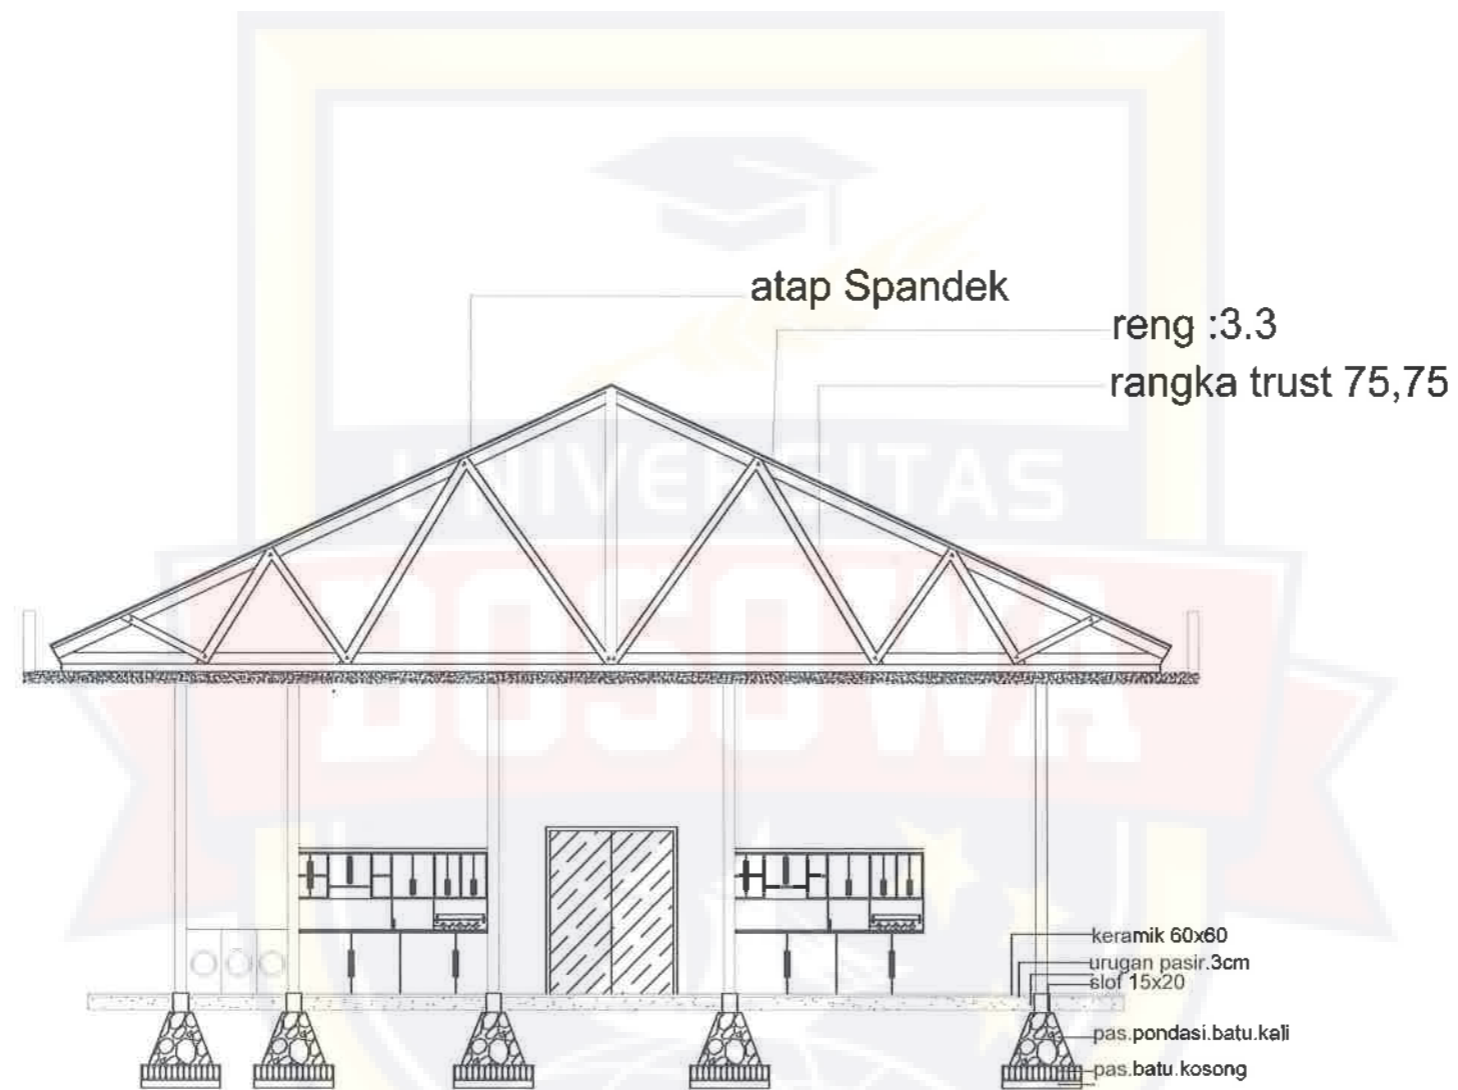 atap Spandek
reng :3.3
rangka trust 75,75
UNIVERSITAS
BOSOWA
keramik 60x60
urugan pasir.3cm
slof 15x20
pas.pondasi.batu.kali
pas.batu.kosong